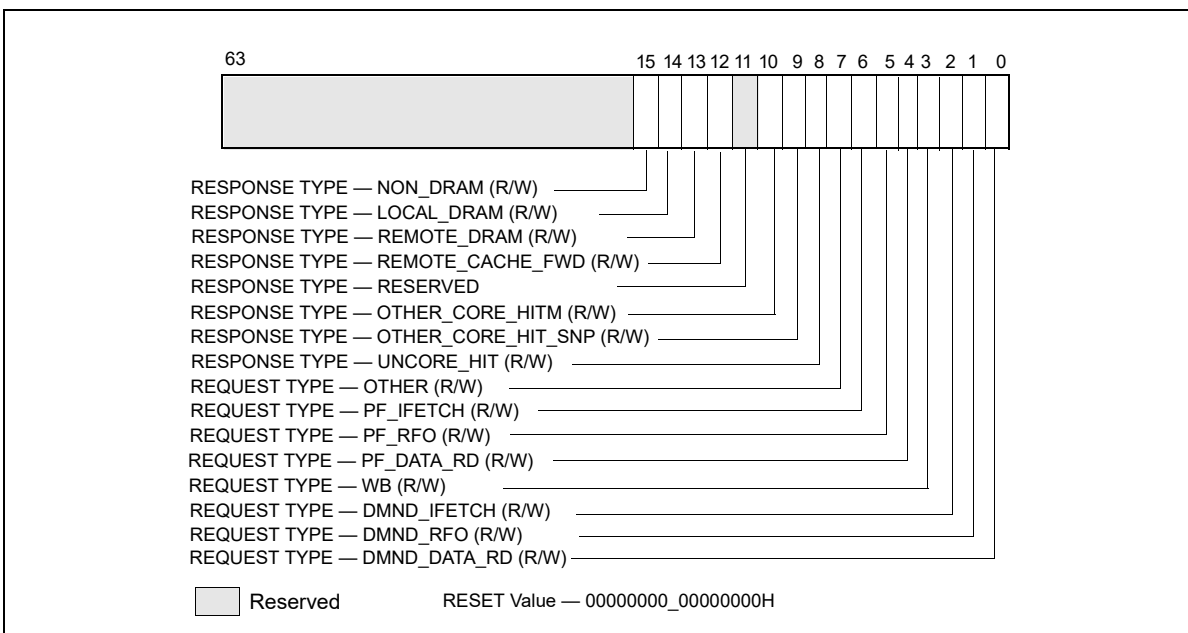 63 15 14 13 12 11 10 9 8 7 6 5 4 3 2 1 0
RESPONSE TYPE — NON_DRAM (R/W)
RESPONSE TYPE — LOCAL_DRAM (R/W)
RESPONSE TYPE — REMOTE_DRAM (R/W)
RESPONSE TYPE — REMOTE_CACHE_FWD (R/W)
RESPONSE TYPE — RESERVED
RESPONSE TYPE — OTHER_CORE_HITM (R/W)
RESPONSE TYPE — OTHER_CORE_HIT_SNP (R/W)
RESPONSE TYPE — UNCORE_HIT (R/W)
REQUEST TYPE — OTHER (R/W)
REQUEST TYPE — PF_IFETCH (R/W)
REQUEST TYPE — PF_RFO (R/W)
REQUEST TYPE — PF_DATA_RD (R/W)
REQUEST TYPE — WB (R/W)
REQUEST TYPE — DMND_IFETCH (R/W)
REQUEST TYPE — DMND_RFO (R/W)
REQUEST TYPE — DMND_DATA_RD (R/W)
Reserved RESET Value — 00000000_00000000H